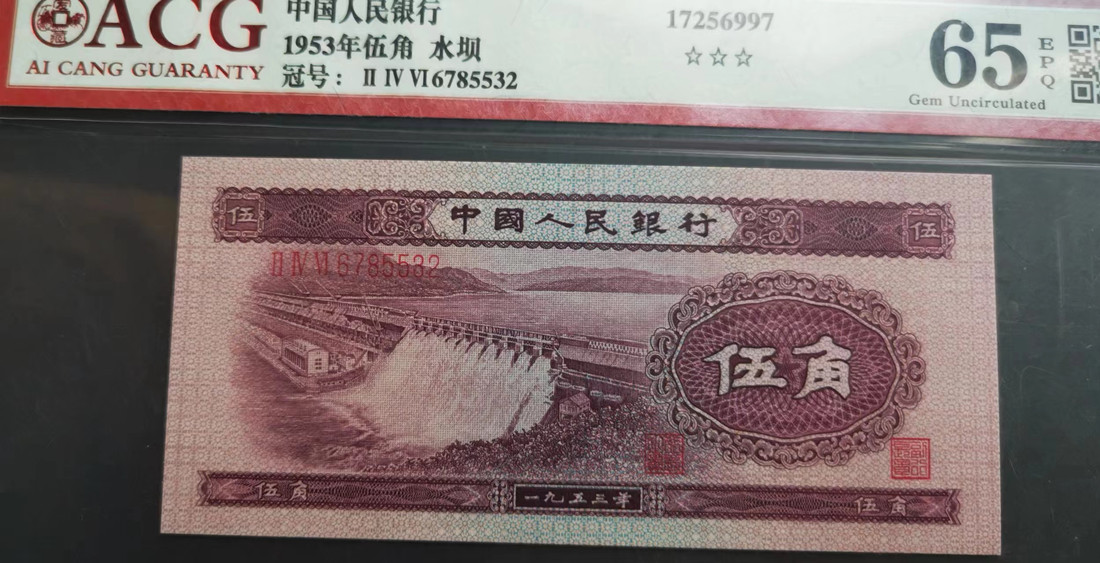 ACG
AI CANG GUARANTY
中国人民银行
1953年伍角 水坝
冠号： Ⅱ Ⅳ Ⅵ 6785532
17256997
☆☆☆
65
EPQ
Gem Uncirculated
伍 中國人民銀行 伍
Ⅱ Ⅳ Ⅵ 6785532
伍角
伍角 一九五三年 伍角